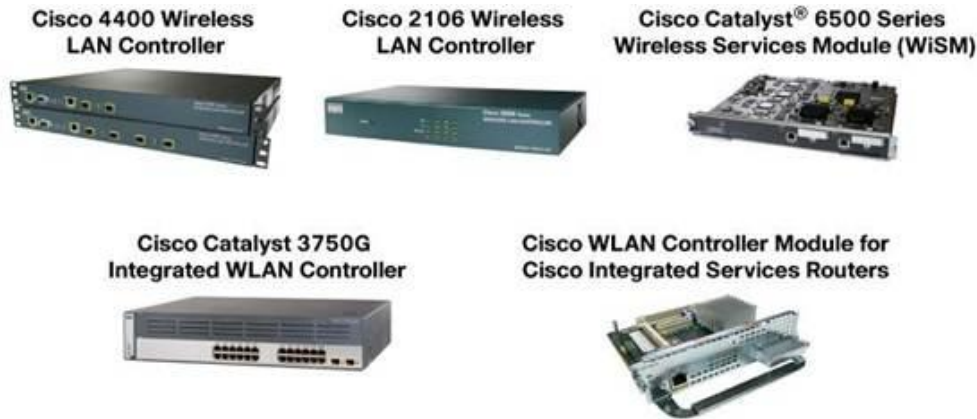 Cisco 4400 Wireless
LAN Controller
Cisco 2106 Wireless
LAN Controller
Cisco Catalyst® 6500 Series
Wireless Services Module (WiSM)
Cisco Catalyst 3750G
Integrated WLAN Controller
Cisco WLAN Controller Module for
Cisco Integrated Services Routers